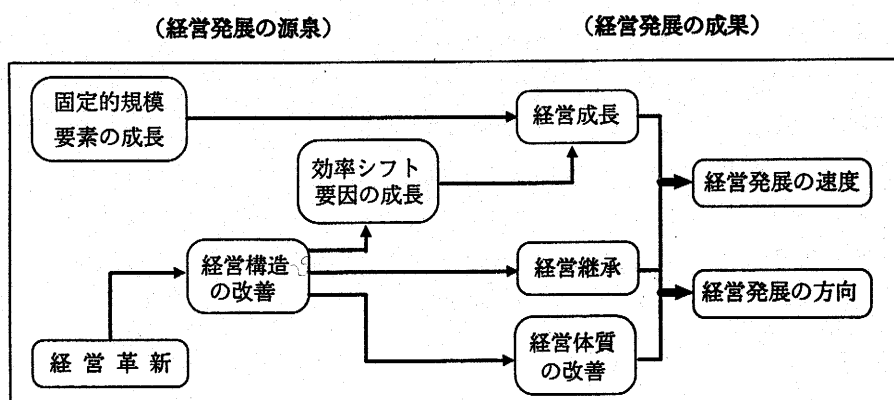 （経営発展の源泉）
（経営発展の成果）
固定的規模
要素の成長
経営成長
効率シフト
要因の成長
経営発展の速度
経営構造
の改善
経営継承
経営発展の方向
経営革新
経営体質
の改善